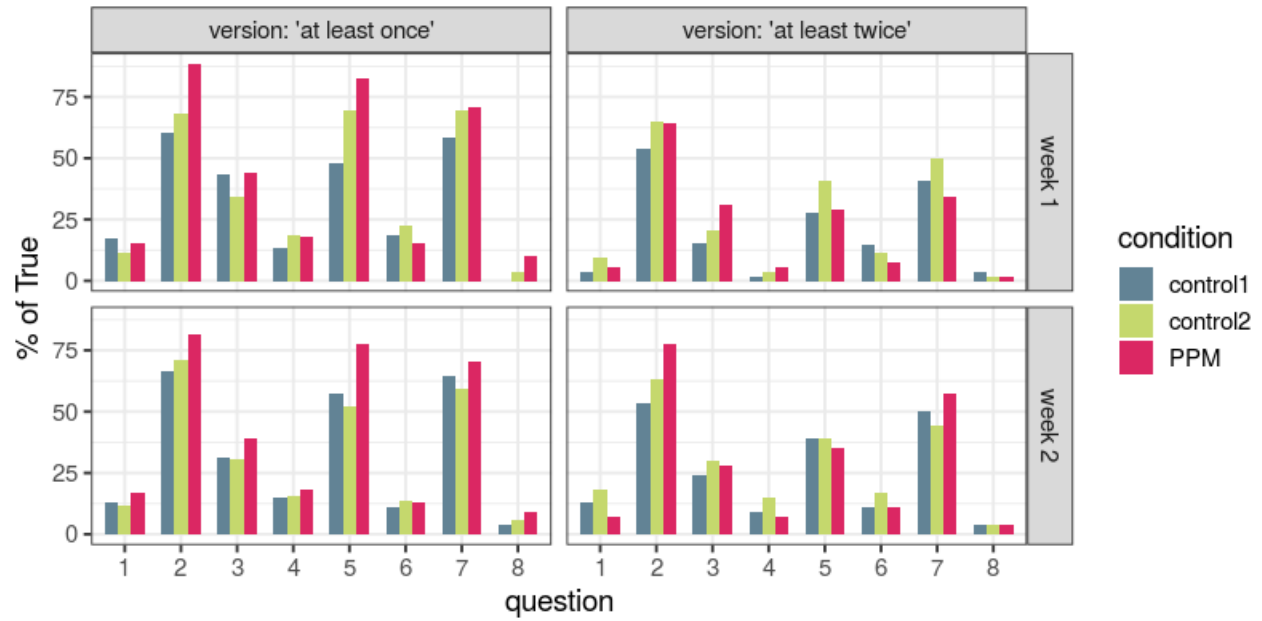 version: 'at least once'
version: 'at least twice'
% of True
75
50
25
0
week 1
75
50
25
0
week 2
1 2 3 4 5 6 7 8
1 2 3 4 5 6 7 8
question
condition
control1
control2
PPM